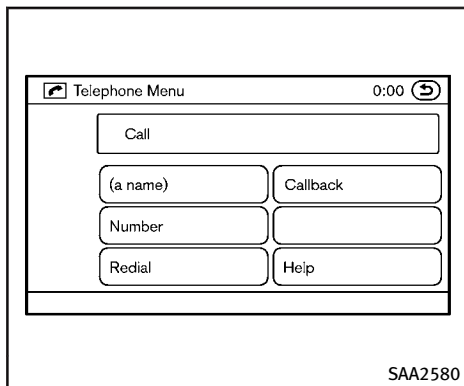 Telephone Menu 0:00
Call
(a name) Callback
Number
Redial Help
SAA2580